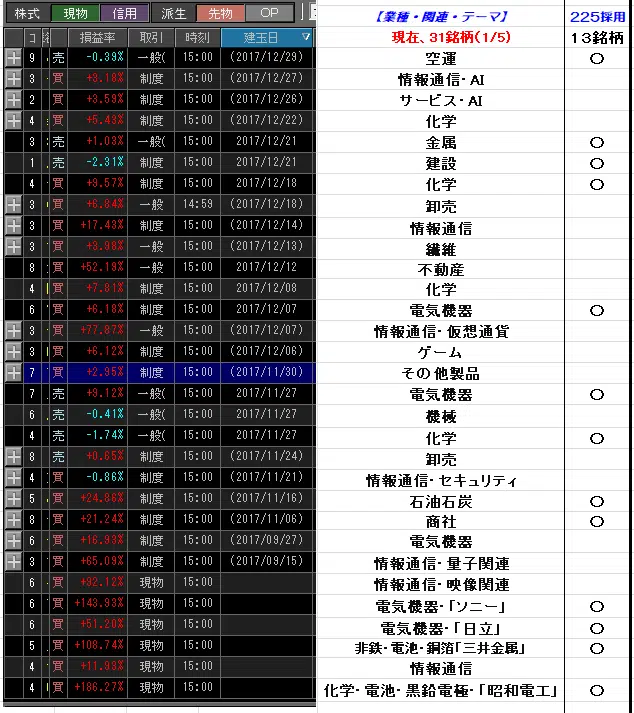 株式 現物 信用 派生 先物 OP 【業種・関連・テーマ】 225採用
現在、31銘柄(1/5) 13銘柄
コ 損益率 取引 時刻 建玉日 ▽
9 売 -0.39% 一般( 15:00 (2017/12/29) 空運 ○
3 買 +3.18% 制度 15:00 (2017/12/27) 情報通信・AI
2 買 +3.59% 制度 15:00 (2017/12/26) サービス・AI
4 買 +5.43% 制度 15:00 (2017/12/22) 化学
3 売 +1.03% 一般( 15:00 2017/12/21 金属 ○
1 売 -2.31% 制度 15:00 2017/12/21 建設 ○
4 買 +9.57% 制度 15:00 2017/12/18 化学 ○
3 買 +6.84% 一般 14:59 (2017/12/18) 卸売
3 買 +17.43% 制度 15:00 (2017/12/14) 情報通信
3 買 +3.98% 一般 15:00 (2017/12/13) 繊維
8 買 +52.19% 一般 15:00 2017/12/12 不動産
4 買 +7.81% 制度 15:00 2017/12/08 化学
6 買 +6.18% 制度 15:00 2017/12/07 電気機器 ○
3 買 +77.87% 一般 15:00 (2017/12/07) 情報通信・仮想通貨
3 買 +6.12% 制度 15:00 (2017/12/06) ゲーム
7 買 +2.95% 制度 15:00 (2017/11/30) その他製品
7 売 +9.12% 一般( 15:00 2017/11/27 電気機器 ○
6 売 -0.41% 一般( 15:00 2017/11/27 機械
4 売 -1.74% 一般( 15:00 2017/11/27 化学 ○
8 売 +0.65% 制度 15:00 (2017/11/24) 卸売
4 買 -0.86% 制度 15:00 (2017/11/21) 情報通信・セキュリティ
5 買 +24.86% 制度 15:00 (2017/11/16) 石油石炭 ○
8 買 +21.24% 制度 15:00 (2017/11/06) 商社 ○
6 買 +16.93% 制度 15:00 (2017/09/27) 電気機器
3 買 +65.09% 制度 15:00 (2017/09/15) 情報通信・量子関連
6 買 +92.12% 現物 15:00 情報通信・映像関連
6 買 +143.93% 現物 15:00 電気機器・「ソニー」 ○
6 買 +51.20% 現物 15:00 電気機器・「日立」 ○
5 買 +108.74% 現物 15:00 非鉄・電池・銅箔「三井金属」 ○
4 買 +11.93% 現物 15:00 情報通信
4 買 +186.27% 現物 15:00 化学・電池・黒鉛電極・「昭和電工」 ○